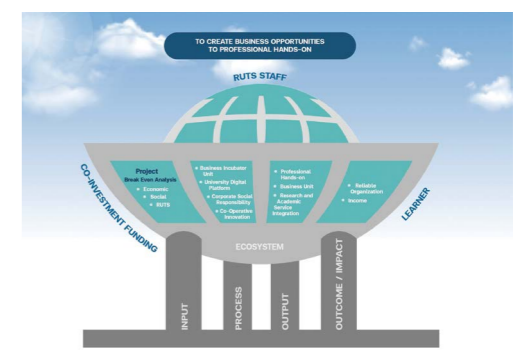 TO CREATE BUSINESS OPPORTUNITIES
TO PROFESSIONAL HANDS-ON
RUTS STAFF
CO-INVESTMENT FUNDING
LEARNER
Project
Break Even Analysis
• Economic
• Social
• RUTS
• Business Incubator
Unit
• University Digital
Platform
• Corporate Social
Responsibility
• Co-Operative
Innovation
• Professional
Hands-on
• Business Unit
• Research and
Academic
Service
Integration
• Reliable
Organization
• Income
ECOSYSTEM
INPUT
PROCESS
OUTPUT
OUTCOME / IMPACT